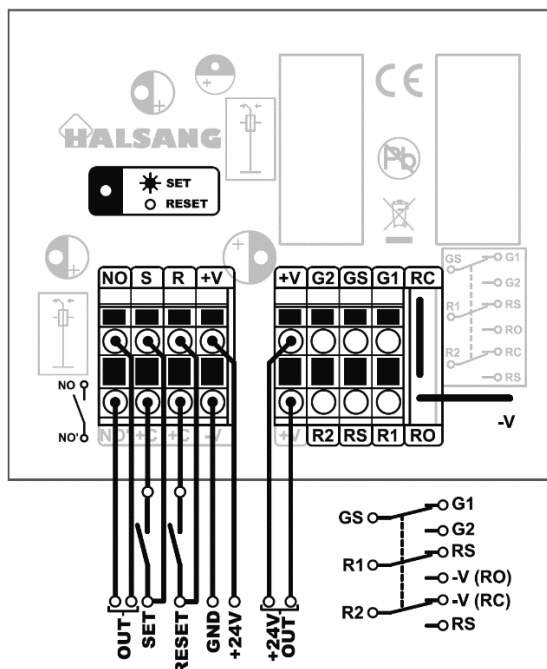 HALSANG
CE
Pb
SET
RESET
NO S R +V
+V G2 GS G1 RC
GS G1
G2
R1 RS
RO
R2 RC
RS
NO
NO'
-V
NO' +C +C -V
+V R2 RS R1 RO
OUT
SET
RESET
GND
+24V
+24V
OUT
GS G1
G2
R1 RS
-V (RO)
R2 -V (RC)
RS